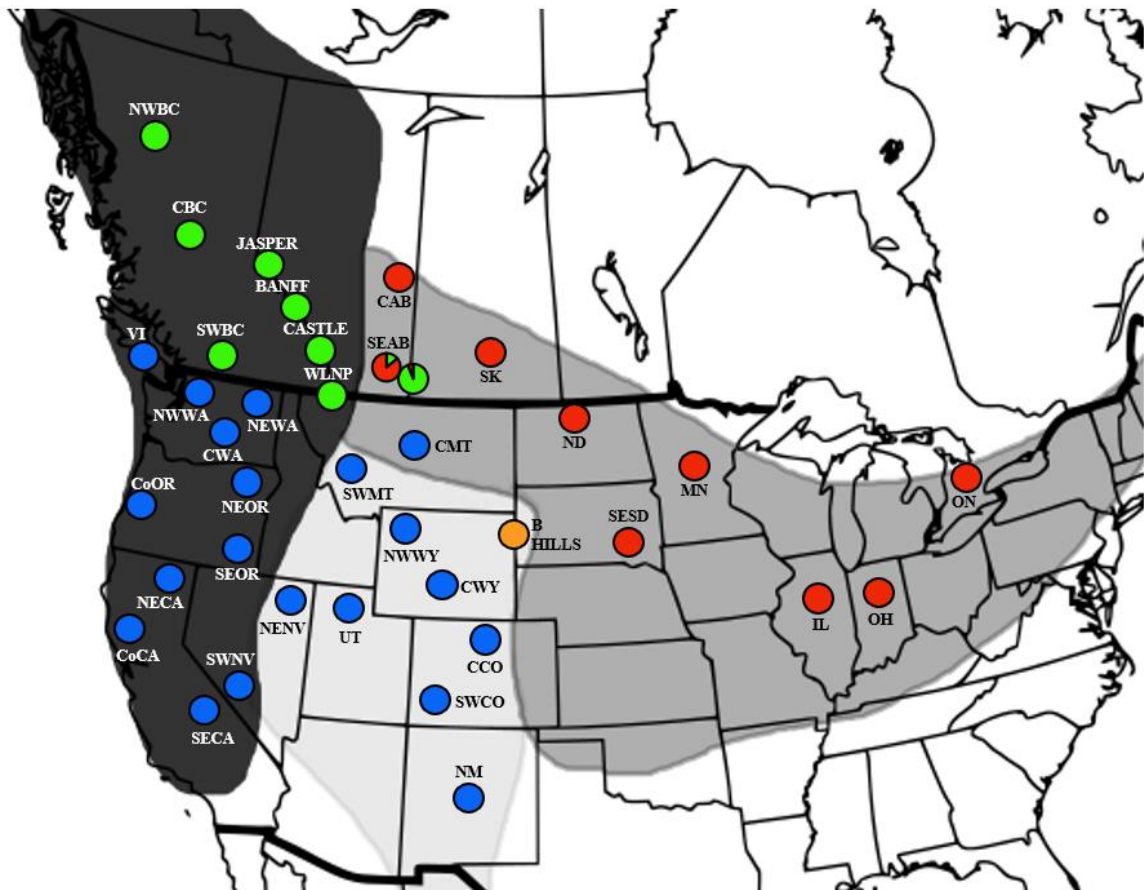 NWBC
CBC
JASPER
BANFF
CAB
VI
SWBC
CASTLE
SEAB
SK
WLNP
NWWA
NEWA
ND
CWA
CMT
CoOR
NEOR
SWMT
MN
ON
B
HILLS
SESD
SEOR
NWWY
NECA
CWY
NENV
UT
IL
OH
CoCA
SWNV
CCO
SWCO
SECA
NM